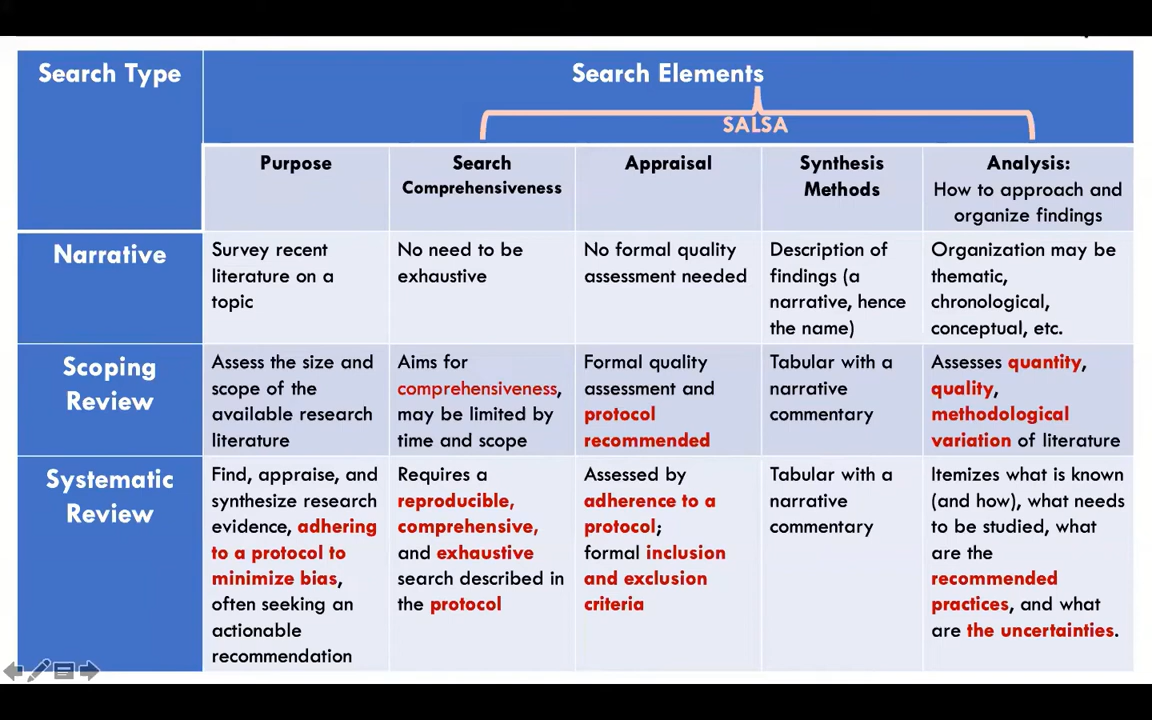 Search Type
Search Elements
SALSA
Purpose
Search
Comprehensiveness
Appraisal
Synthesis
Methods
Analysis:
How to approach and
organize findings
Narrative
Survey recent
literature on a
topic
No need to be
exhaustive
No formal quality
assessment needed
Description of
findings (a
narrative, hence
the name)
Organization may be
thematic,
chronological,
conceptual, etc.
Scoping
Review
Assess the size and
scope of the
available research
literature
Aims for
comprehensiveness,
may be limited by
time and scope
Formal quality
assessment and
protocol
recommended
Tabular with a
narrative
commentary
Assesses quantity,
quality,
methodological
variation of literature
Systematic
Review
Find, appraise, and
synthesize research
evidence, adhering
to a protocol to
minimize bias,
often seeking an
actionable
recommendation
Requires a
reproducible,
comprehensive,
and exhaustive
search described in
the protocol
Assessed by
adherence to a
protocol;
formal inclusion
and exclusion
criteria
Tabular with a
narrative
commentary
Itemizes what is known
(and how), what needs
to be studied, what
are the
recommended
practices, and what
are the uncertainties.